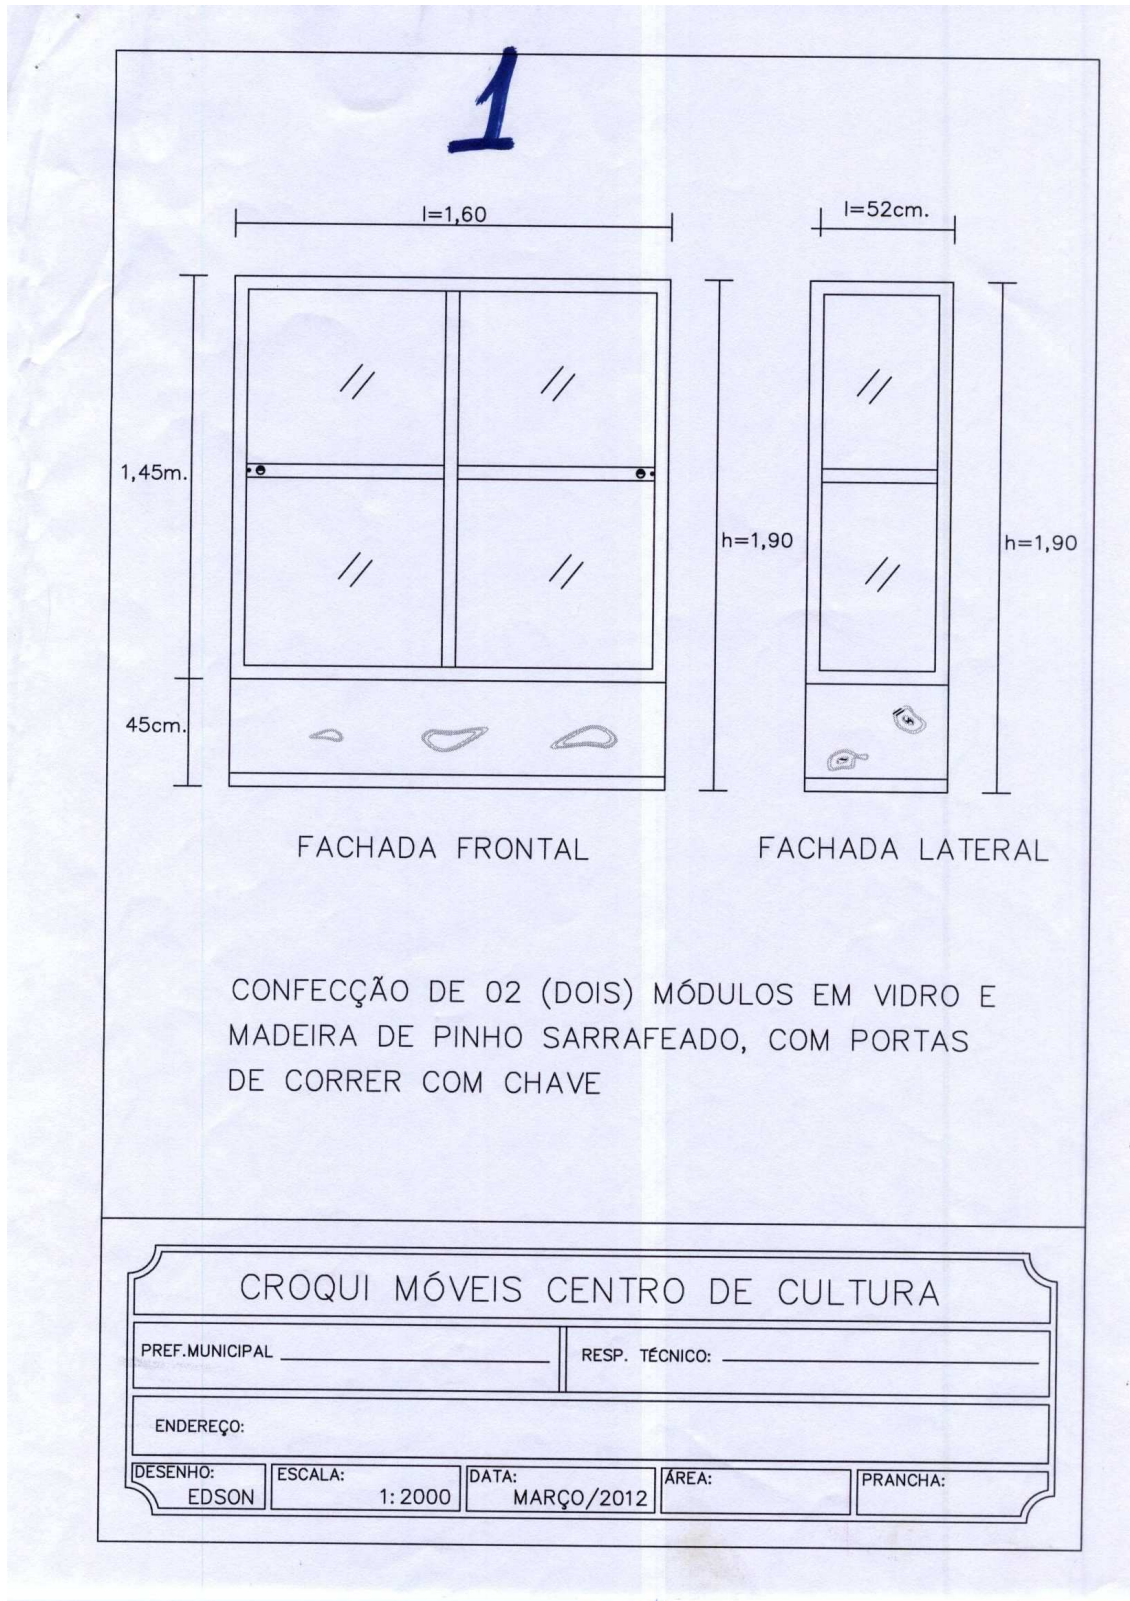 1
l=1,60
l=52cm.
1,45m.
h=1,90
h=1,90
45cm.
FACHADA FRONTAL
FACHADA LATERAL
CONFECÇÃO DE 02 (DOIS) MÓDULOS EM VIDRO E
MADEIRA DE PINHO SARRAFEADO, COM PORTAS
DE CORRER COM CHAVE
CROQUI MÓVEIS CENTRO DE CULTURA
PREF.MUNICIPAL
RESP. TÉCNICO:
ENDEREÇO:
DESENHO:
EDSON
ESCALA:
1:2000
DATA:
MARÇO/2012
ÁREA:
PRANCHA: